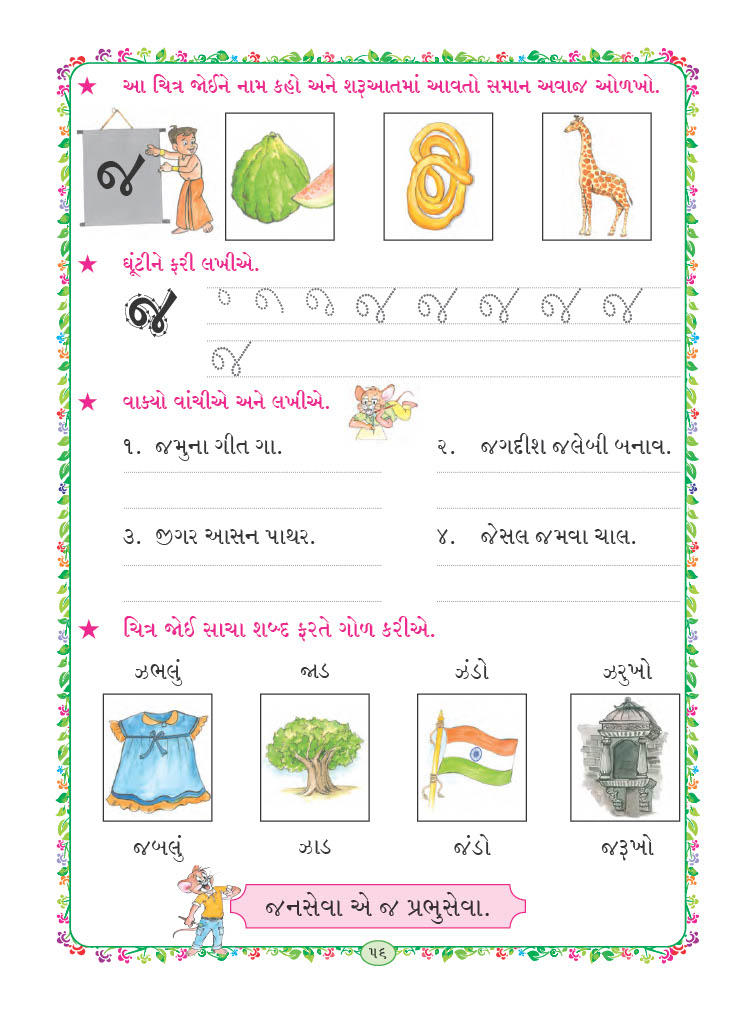 ★ આ ચિત્ર જોઈને નામ કહો અને શરૂઆતમાં આવતો સમાન અવાજ ઓળખો.
જ
★ ઘૂંટીને ફરી લખીએ.
જ જ જ જ જ જ
જ
★ વાક્યો વાંચીએ અને લખીએ.
૧. જમુના ગીત ગા. ૨. જગદીશ જલેબી બનાવ.
૩. જીગર આસન પાથર. ૪. જેસલ જમવા ચાલ.
★ ચિત્ર જોઈ સાચા શબ્દ ફરતે ગોળ કરીએ.
ઝભલું જાડ ઝંડો ઝરુખો
જબલું ઝાડ જંડો જરૂખો
જનસેવા એ જ પ્રભુસેવા.
૫૬